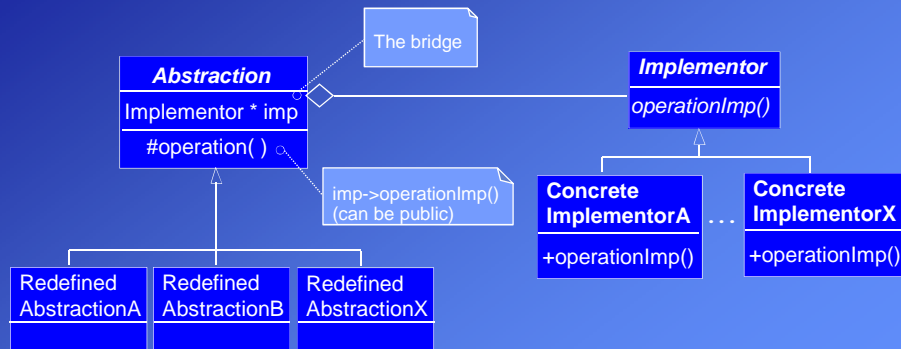 The bridge
Abstraction
Implementor * imp
#operation( )
Implementor
operationImp()
imp->operationImp()
(can be public)
Concrete
ImplementorA
+operationImp()
...
Concrete
ImplementorX
+operationImp()
Redefined
AbstractionA
Redefined
AbstractionB
Redefined
AbstractionX